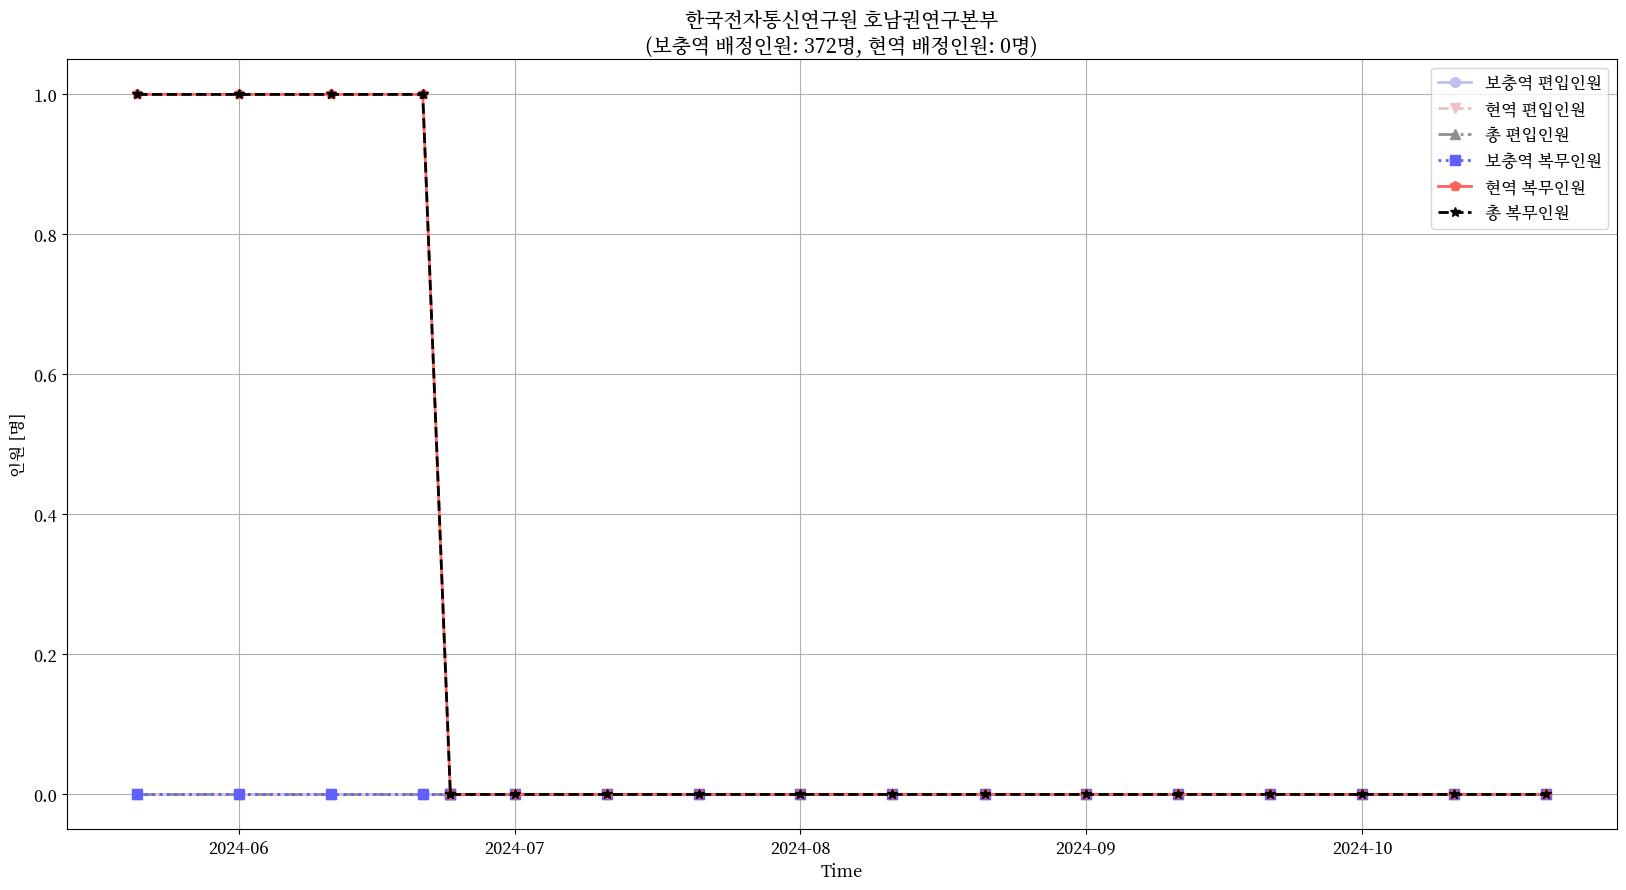 한국전자통신연구원 호남권연구본부
(보충역 배정인원: 372명, 현역 배정인원: 0명)
보충역 편입인원
현역 편입인원
총 편입인원
보충역 복무인원
현역 복무인원
총 복무인원
인원 [명]
1.0
0.8
0.6
0.4
0.2
0.0
2024-06
2024-07
2024-08
2024-09
2024-10
Time